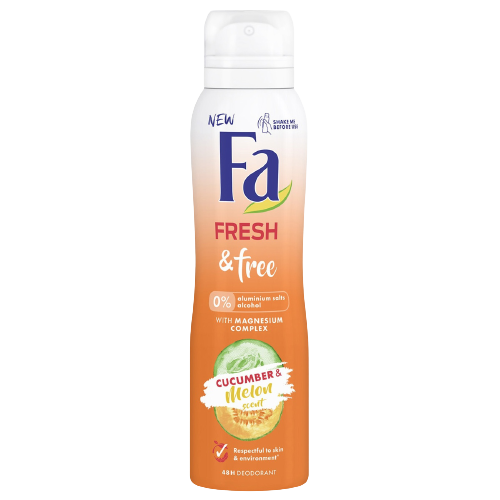 NEW
SHAKE ME
BEFORE USE
Fa
FRESH
& free
0%
aluminium salts
alcohol
WITH MAGNESIUM
COMPLEX
CUCUMBER &
Melon
scent
Respectful to skin
& environment*
48H DEODORANT